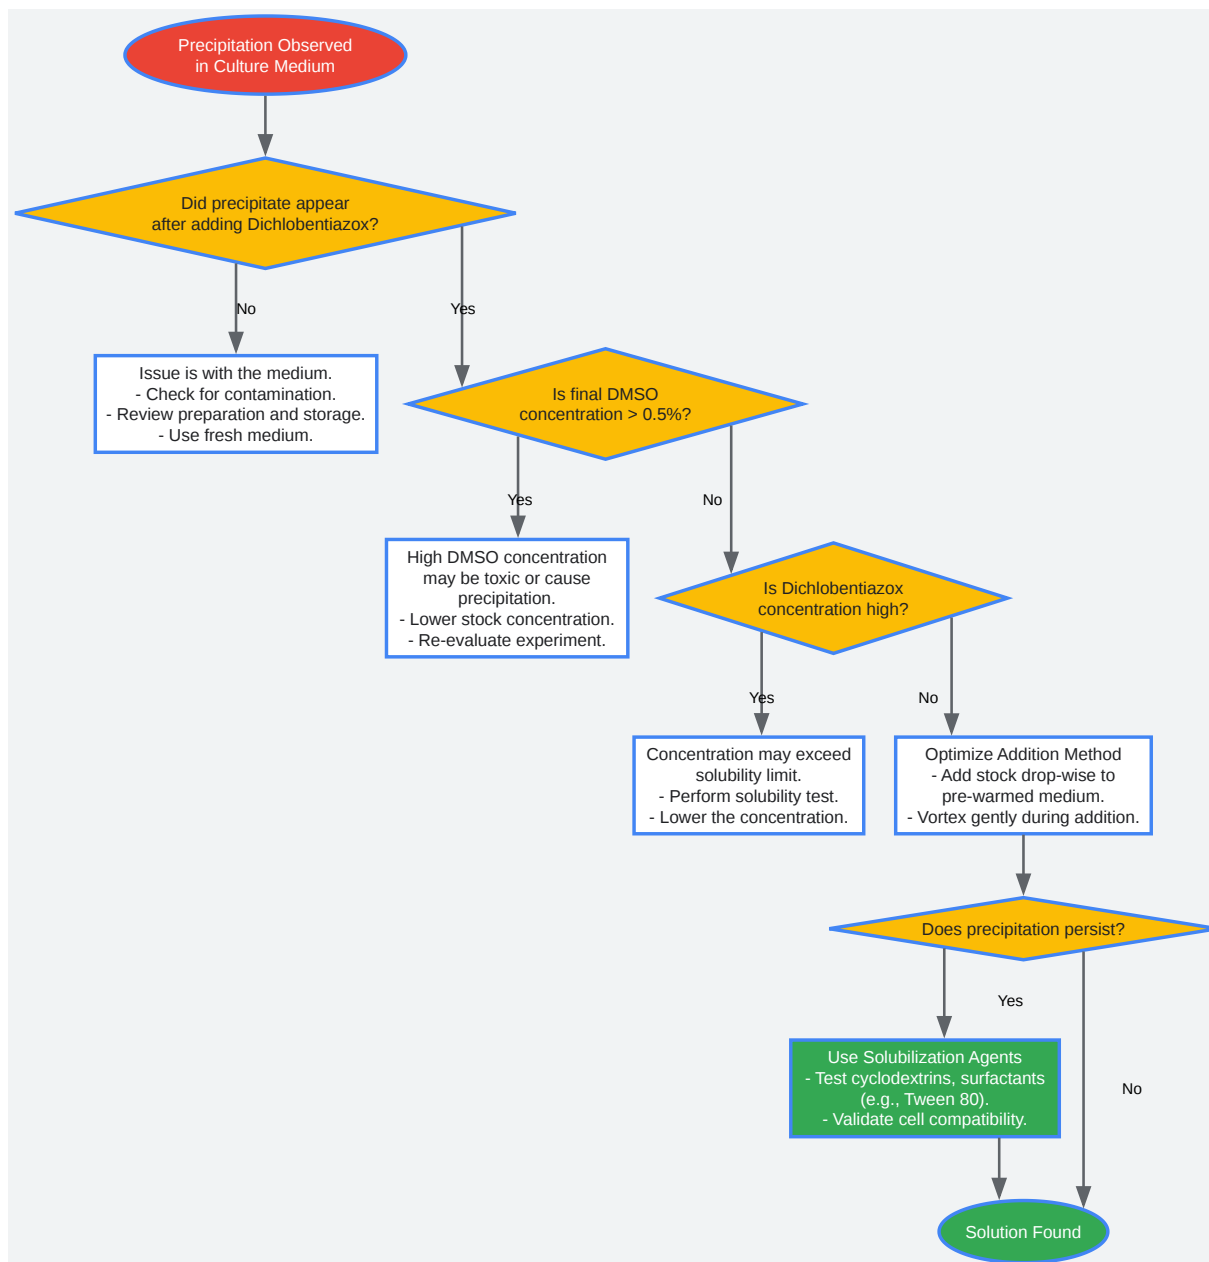 Precipitation Observed
in Culture Medium
Did precipitate appear
after adding Dichlobentiazox?
No
Yes
Issue is with the medium.
- Check for contamination.
- Review preparation and storage.
- Use fresh medium.
Is final DMSO
concentration > 0.5%?
Yes
No
High DMSO concentration
may be toxic or cause
precipitation.
- Lower stock concentration.
- Re-evaluate experiment.
Is Dichlobentiazox
concentration high?
Yes
No
Concentration may exceed
solubility limit.
- Perform solubility test.
- Lower the concentration.
Optimize Addition Method
- Add stock drop-wise to
pre-warmed medium.
- Vortex gently during addition.
Does precipitation persist?
Yes
No
Use Solubilization Agents
- Test cyclodextrins, surfactants
(e.g., Tween 80).
- Validate cell compatibility.
Solution Found